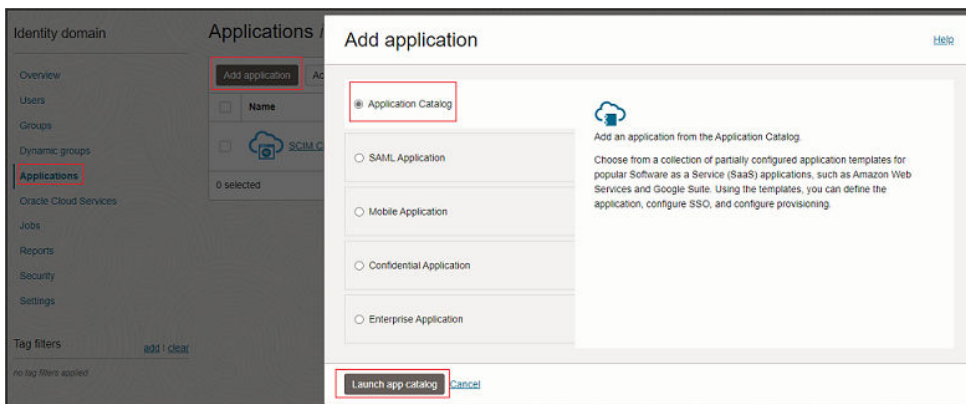 Identity domain
Overview
Users
Groups
Dynamic groups
Applications
Oracle Cloud Services
Jobs
Reports
Security
Settings
Tag filters
add | clear
no tag filters applied
Applications /
Add application
Name
SCIM C
0 selected
Add application
Help
Application Catalog
SAML Application
Mobile Application
Confidential Application
Enterprise Application
Add an application from the Application Catalog.
Choose from a collection of partially configured application templates for
popular Software as a Service (SaaS) applications, such as Amazon Web
Services and Google Suite. Using the templates, you can define the
application, configure SSO, and configure provisioning.
Launch app catalog
Cancel